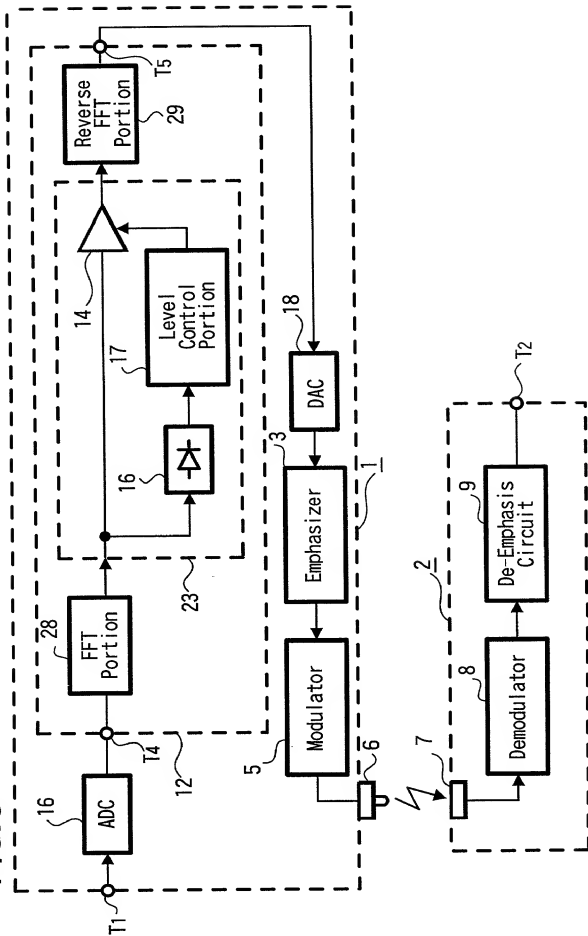 T1
16
ADC
T4
12
28
FFT
Portion
23
14
16
17
Level
Control
Portion
Reverse
FFT
Portion
29
T5
18
DAC
3
Emphasizer
1
5
Modulator
6
7
2
8
Demodulator
9
De-Emphasis
Circuit
T2